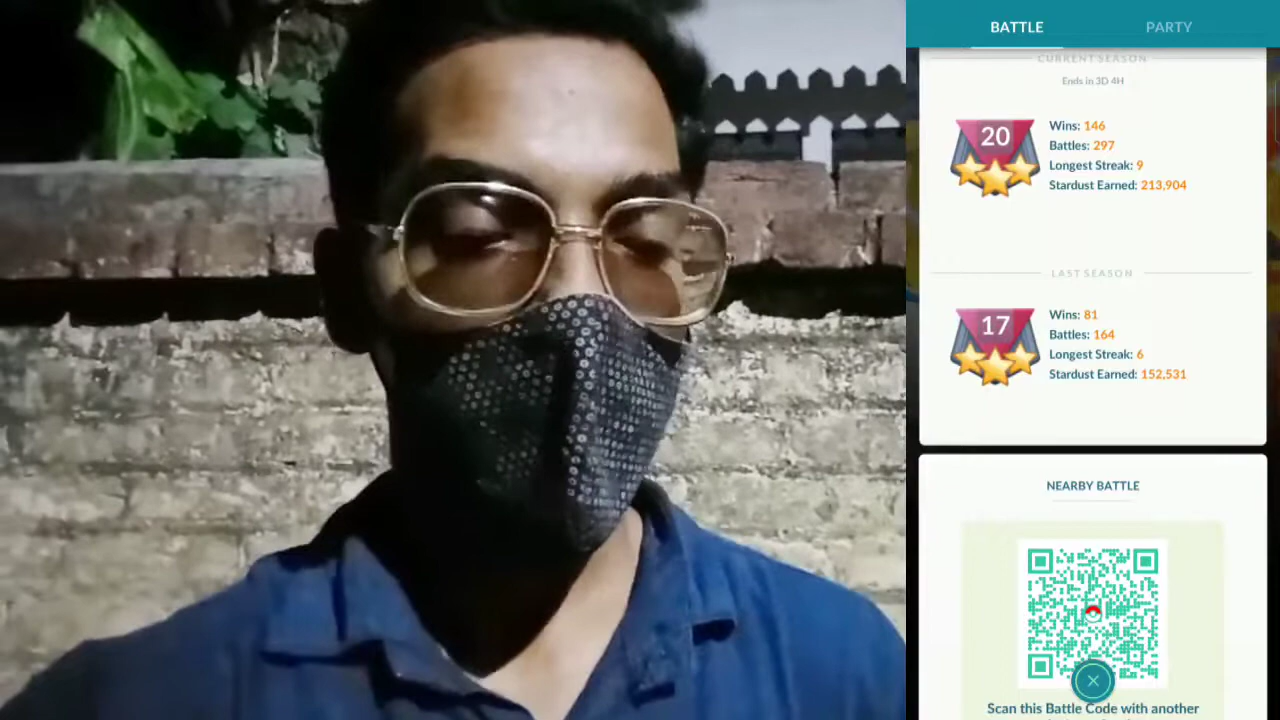 BATTLE
PARTY
CURRENT SEASON
Ends in 3D 4H
20
Wins: 146
Battles: 297
Longest Streak: 9
Stardust Earned: 213,904
LAST SEASON
17
Wins: 81
Battles: 164
Longest Streak: 6
Stardust Earned: 152,531
NEARBY BATTLE
Scan this Battle Code with another